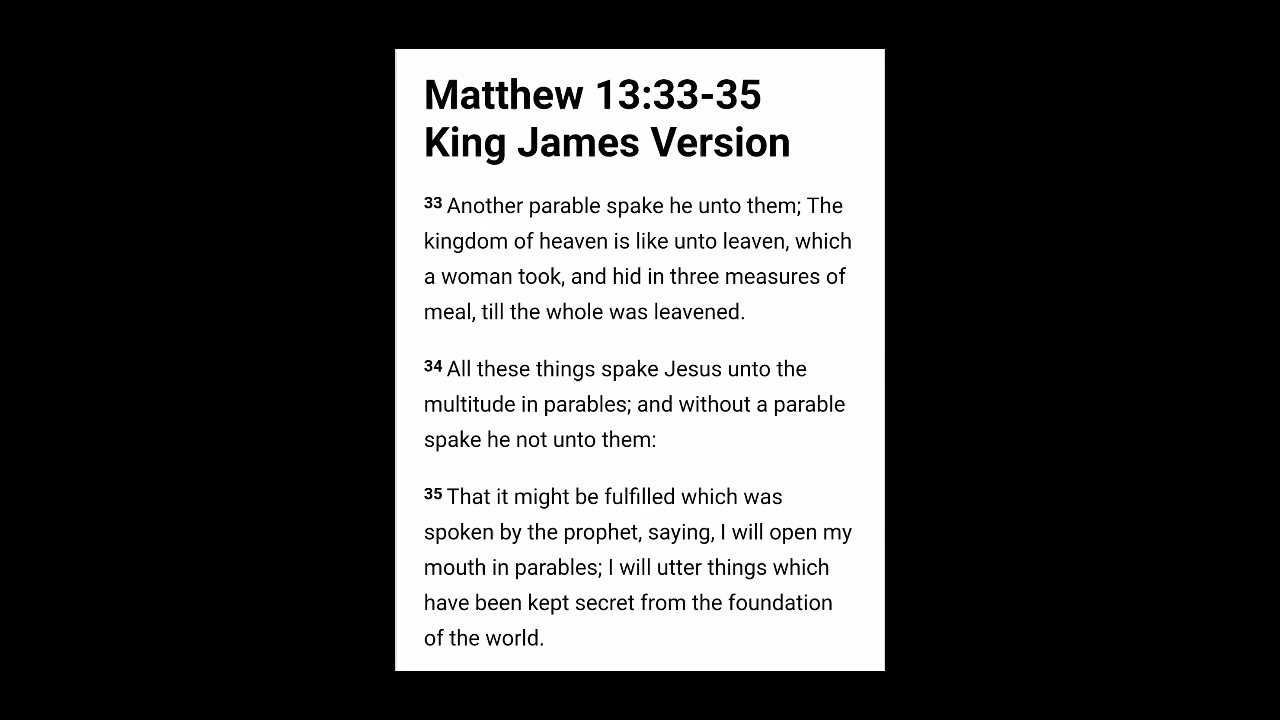 Matthew 13:33-35
King James Version
33 Another parable spake he unto them; The
kingdom of heaven is like unto leaven, which
a woman took, and hid in three measures of
meal, till the whole was leavened.
34 All these things spake Jesus unto the
multitude in parables; and without a parable
spake he not unto them:
35 That it might be fulfilled which was
spoken by the prophet, saying, I will open my
mouth in parables; I will utter things which
have been kept secret from the foundation
of the world.